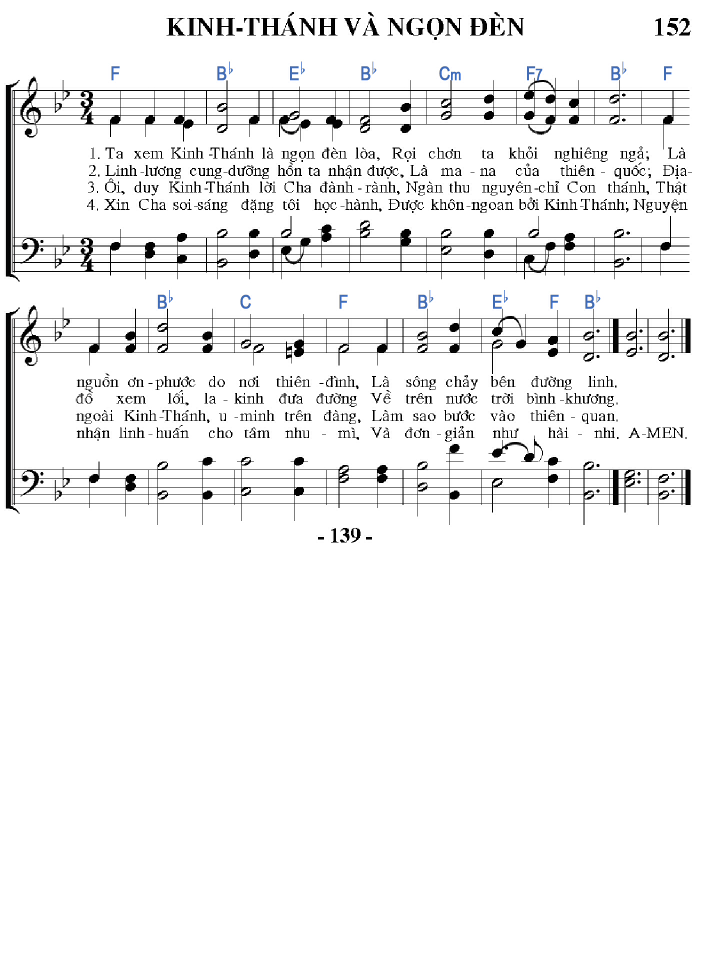 KINH-THÁNH VÀ NGỌN ĐÈN 152
F B♭ E♭ B♭ Cm F7 B♭ F
3 4
1. Ta xem Kinh-Thánh là ngọn đèn lòa, Rọi chơn ta khỏi nghiêng ngả; Là
2. Linh-lương cung-dưỡng hồn ta nhận được, Là ma-na của thiên-quốc; Địa-
3. Ôi, duy Kinh-Thánh lời Cha đành-rành, Ngàn thu nguyên-chỉ Con thánh, Thật
4. Xin Cha soi-sáng đặng tôi học-hành, Được khôn-ngoan bởi Kinh-Thánh; Nguyện
3 4
B♭ C F B♭ E♭ F B♭
nguồn ơn-phước do nơi thiên-đình, Là sông chảy bên đường linh.
đồ xem lối, la-kinh đưa đường Về trên nước trời bình-khương.
ngoài Kinh-Thánh, u-minh trên đàng, Làm sao bước vào thiên-quan.
nhận linh-huấn cho tâm nhu-mì, Và đơn-giản như hài-nhi. A-MEN.
- 139 -